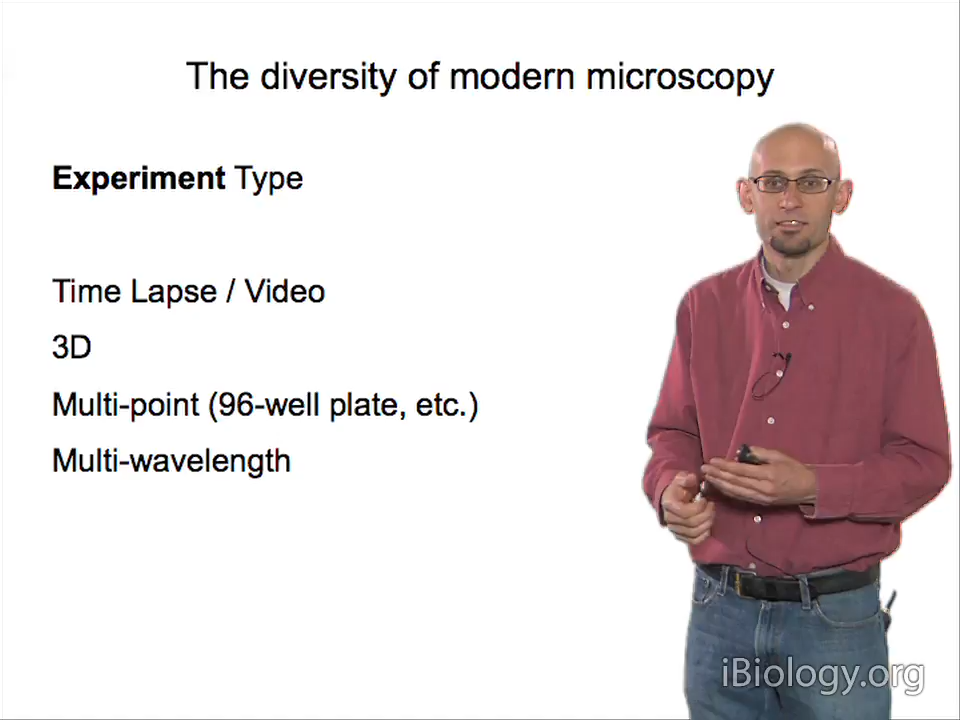 The diversity of modern microscopy
Experiment Type
Time Lapse / Video
3D
Multi-point (96-well plate, etc.)
Multi-wavelength
iBiology.org